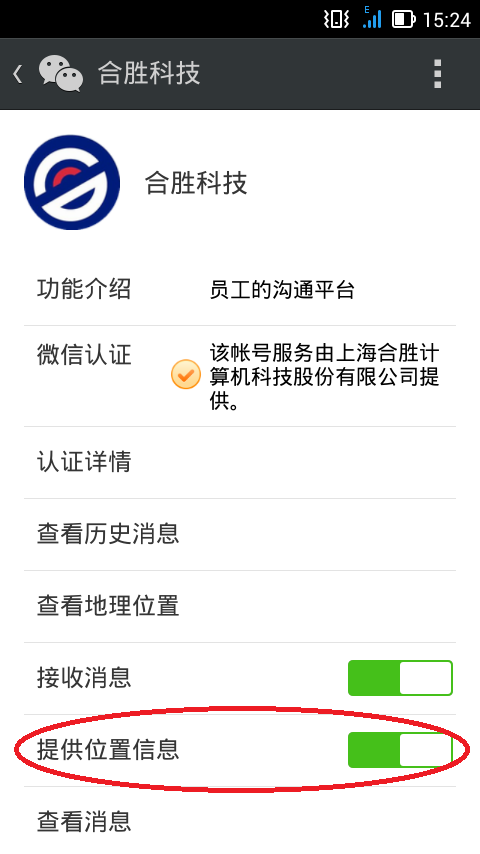 E
15:24
合胜科技
合胜科技
功能介绍
员工的沟通平台
微信认证
该帐号服务由上海合胜计
算机科技股份有限公司提
供。
认证详情
查看历史消息
查看地理位置
接收消息
提供位置信息
查看消息